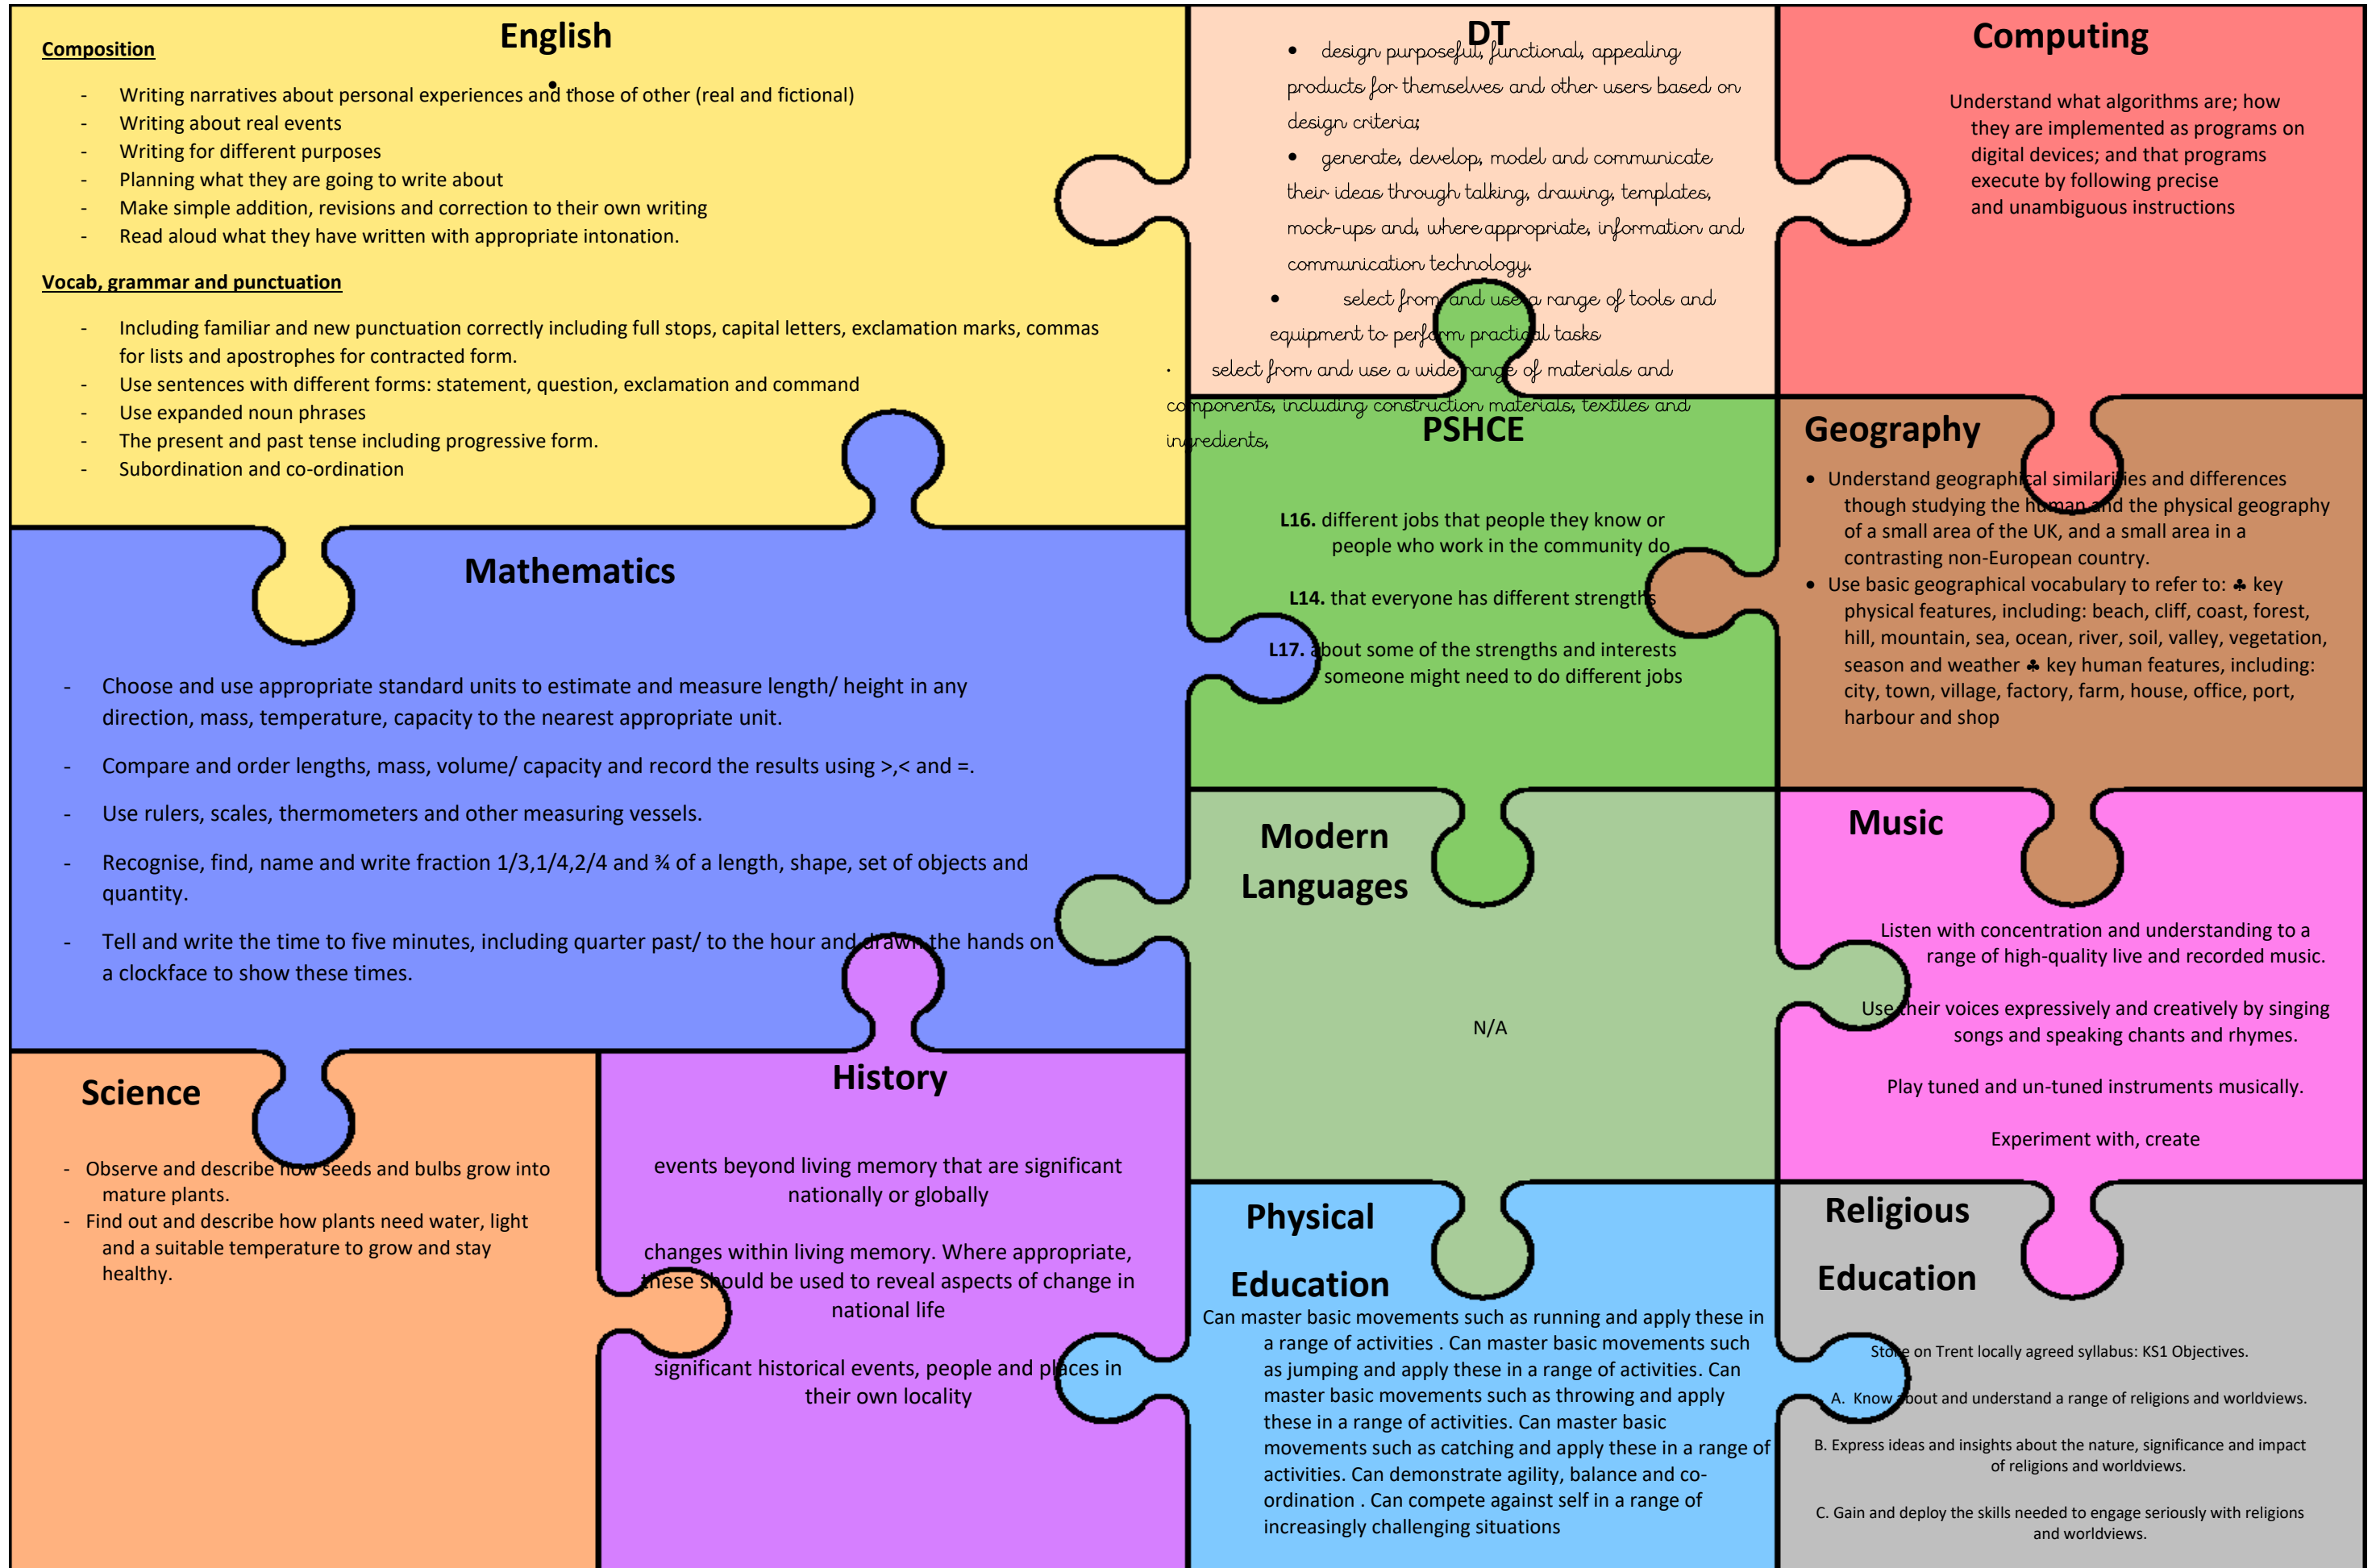 English
Composition
- Writing narratives about personal experiences and those of other (real and fictional)
- Writing about real events
- Writing for different purposes
- Planning what they are going to write about
- Make simple addition, revisions and correction to their own writing
- Read aloud what they have written with appropriate intonation.
Vocab, grammar and punctuation
- Including familiar and new punctuation correctly including full stops, capital letters, exclamation marks, commas
for lists and apostrophes for contracted form.
- Use sentences with different forms: statement, question, exclamation and command
- Use expanded noun phrases
- The present and past tense including progressive form.
- Subordination and co-ordination
DT
• design purposeful, functional, appealing
products for themselves and other users based on
design criteria;
• generate, develop, model and communicate
their ideas through talking, drawing, templates,
mock-ups and, where appropriate, information and
communication technology.
• select from and use a range of tools and
equipment to perform practical tasks
· select from and use a wide range of materials and
components, including construction materials, textiles and
ingredients,
Computing
Understand what algorithms are; how
they are implemented as programs on
digital devices; and that programs
execute by following precise
and unambiguous instructions
PSHCE
L16. different jobs that people they know or
people who work in the community do
L14. that everyone has different strengths
L17. about some of the strengths and interests
someone might need to do different jobs
Geography
• Understand geographical similarities and differences
though studying the human and the physical geography
of a small area of the UK, and a small area in a
contrasting non-European country.
• Use basic geographical vocabulary to refer to: ♣ key
physical features, including: beach, cliff, coast, forest,
hill, mountain, sea, ocean, river, soil, valley, vegetation,
season and weather ♣ key human features, including:
city, town, village, factory, farm, house, office, port,
harbour and shop
Mathematics
- Choose and use appropriate standard units to estimate and measure length/ height in any
direction, mass, temperature, capacity to the nearest appropriate unit.
- Compare and order lengths, mass, volume/ capacity and record the results using >,< and =.
- Use rulers, scales, thermometers and other measuring vessels.
- Recognise, find, name and write fraction 1/3,1/4,2/4 and ¾ of a length, shape, set of objects and
quantity.
- Tell and write the time to five minutes, including quarter past/ to the hour and drawn the hands on
a clockface to show these times.
Modern
Languages
N/A
Music
Listen with concentration and understanding to a
range of high-quality live and recorded music.
Use their voices expressively and creatively by singing
songs and speaking chants and rhymes.
Play tuned and un-tuned instruments musically.
Experiment with, create
Science
- Observe and describe how seeds and bulbs grow into
mature plants.
- Find out and describe how plants need water, light
and a suitable temperature to grow and stay
healthy.
History
events beyond living memory that are significant
nationally or globally
changes within living memory. Where appropriate,
these should be used to reveal aspects of change in
national life
significant historical events, people and places in
their own locality
Physical
Education
Can master basic movements such as running and apply these in
a range of activities . Can master basic movements such
as jumping and apply these in a range of activities. Can
master basic movements such as throwing and apply
these in a range of activities. Can master basic
movements such as catching and apply these in a range of
activities. Can demonstrate agility, balance and co-
ordination . Can compete against self in a range of
increasingly challenging situations
Religious
Education
Stoke on Trent locally agreed syllabus: KS1 Objectives.
A. Know about and understand a range of religions and worldviews.
B. Express ideas and insights about the nature, significance and impact
of religions and worldviews.
C. Gain and deploy the skills needed to engage seriously with religions
and worldviews.